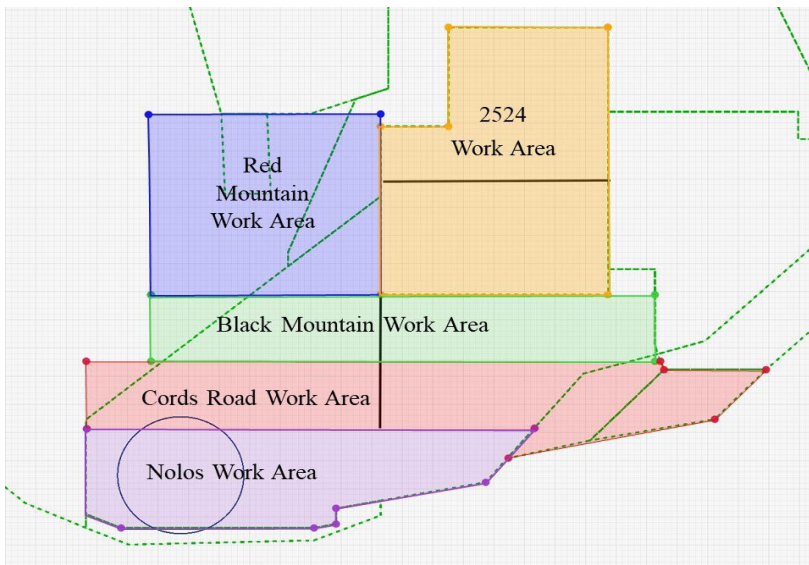 2524
Work Area
Red
Mountain
Work Area
Black Mountain Work Area
Cords Road Work Area
Nolos Work Area